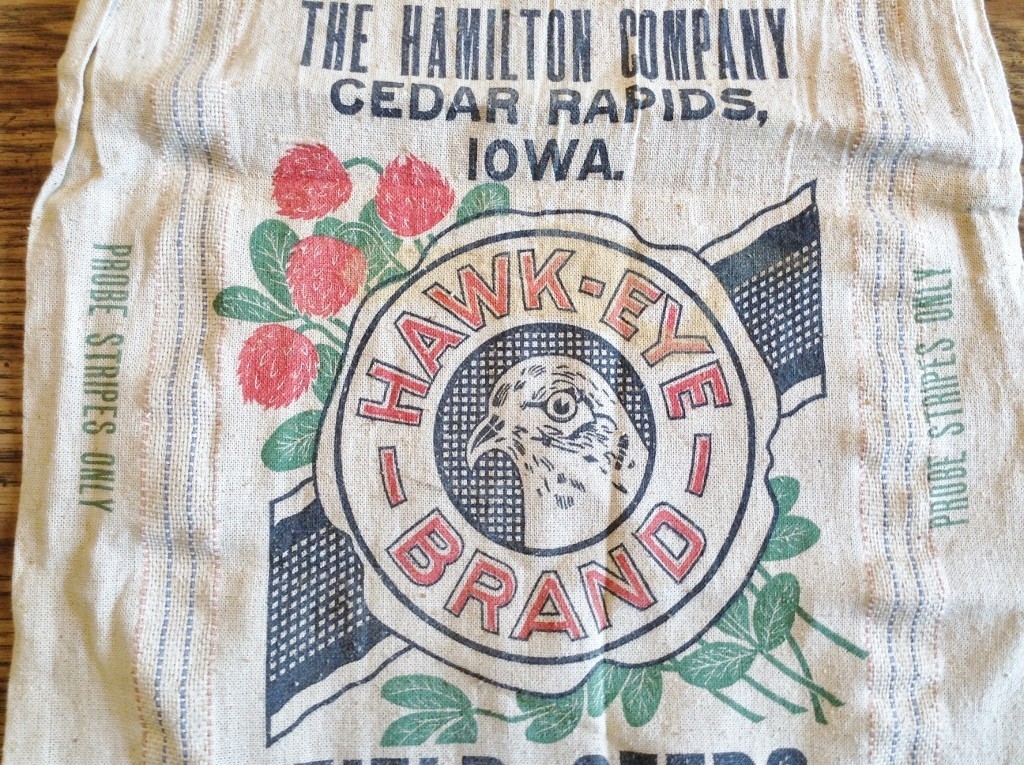 THE HAMILTON COMPANY
CEDAR RAPIDS,
IOWA.
HAWK-EYE
BRAND
PROBE STRIPES ONLY
PROBE STRIPES ONLY